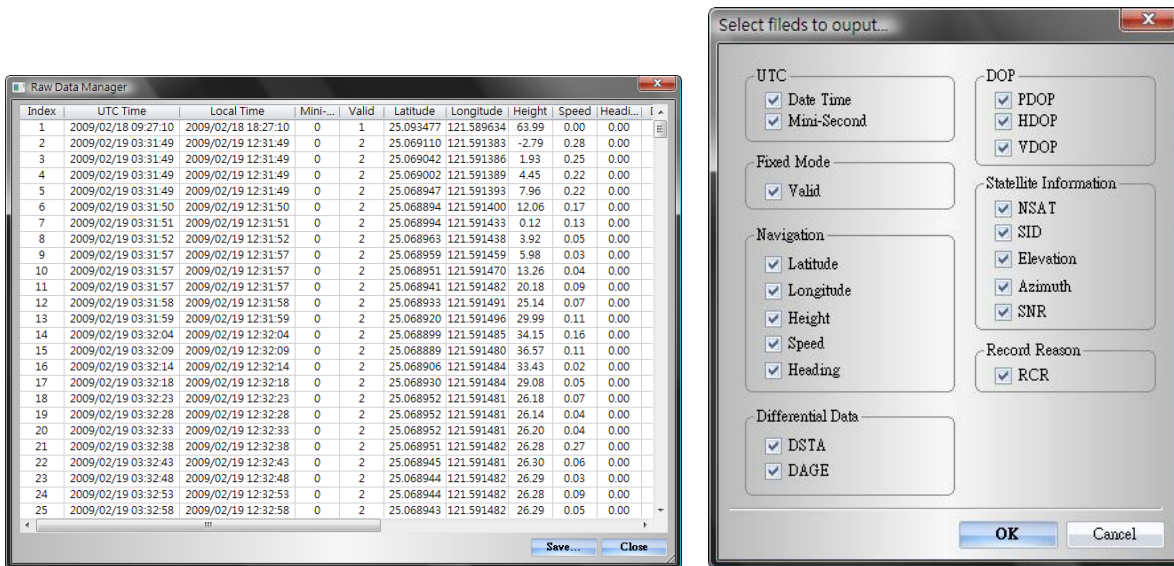 Raw Data Manager
Index UTC Time Local Time Mini-... Valid Latitude Longitude Height Speed Headi...
1 2009/02/18 09:27:10 2009/02/18 18:27:10 0 1 25.093477 121.589634 63.99 0.00 0.00
2 2009/02/19 03:31:49 2009/02/19 12:31:49 0 2 25.069110 121.591383 -2.79 0.28 0.00
3 2009/02/19 03:31:49 2009/02/19 12:31:49 0 2 25.069042 121.591386 1.93 0.25 0.00
4 2009/02/19 03:31:49 2009/02/19 12:31:49 0 2 25.069002 121.591389 4.45 0.22 0.00
5 2009/02/19 03:31:49 2009/02/19 12:31:49 0 2 25.068947 121.591393 7.96 0.22 0.00
6 2009/02/19 03:31:50 2009/02/19 12:31:50 0 2 25.068894 121.591400 12.06 0.17 0.00
7 2009/02/19 03:31:51 2009/02/19 12:31:51 0 2 25.068994 121.591433 0.12 0.13 0.00
8 2009/02/19 03:31:52 2009/02/19 12:31:52 0 2 25.068963 121.591438 3.92 0.05 0.00
9 2009/02/19 03:31:57 2009/02/19 12:31:57 0 2 25.068959 121.591459 5.98 0.03 0.00
10 2009/02/19 03:31:57 2009/02/19 12:31:57 0 2 25.068951 121.591470 13.26 0.04 0.00
11 2009/02/19 03:31:57 2009/02/19 12:31:57 0 2 25.068941 121.591482 20.18 0.09 0.00
12 2009/02/19 03:31:58 2009/02/19 12:31:58 0 2 25.068933 121.591491 25.14 0.07 0.00
13 2009/02/19 03:31:59 2009/02/19 12:31:59 0 2 25.068920 121.591496 29.99 0.11 0.00
14 2009/02/19 03:32:04 2009/02/19 12:32:04 0 2 25.068899 121.591485 34.15 0.16 0.00
15 2009/02/19 03:32:09 2009/02/19 12:32:09 0 2 25.068889 121.591480 36.57 0.11 0.00
16 2009/02/19 03:32:14 2009/02/19 12:32:14 0 2 25.068906 121.591484 33.43 0.02 0.00
17 2009/02/19 03:32:18 2009/02/19 12:32:18 0 2 25.068930 121.591484 29.08 0.05 0.00
18 2009/02/19 03:32:23 2009/02/19 12:32:23 0 2 25.068952 121.591481 26.18 0.07 0.00
19 2009/02/19 03:32:28 2009/02/19 12:32:28 0 2 25.068952 121.591481 26.14 0.04 0.00
20 2009/02/19 03:32:33 2009/02/19 12:32:33 0 2 25.068952 121.591481 26.20 0.04 0.00
21 2009/02/19 03:32:38 2009/02/19 12:32:38 0 2 25.068951 121.591482 26.28 0.27 0.00
22 2009/02/19 03:32:43 2009/02/19 12:32:43 0 2 25.068945 121.591481 26.30 0.06 0.00
23 2009/02/19 03:32:48 2009/02/19 12:32:48 0 2 25.068944 121.591482 26.29 0.03 0.00
24 2009/02/19 03:32:53 2009/02/19 12:32:53 0 2 25.068944 121.591482 26.28 0.09 0.00
25 2009/02/19 03:32:58 2009/02/19 12:32:58 0 2 25.068943 121.591482 26.29 0.05 0.00
Save... Close
Select fileds to ouput...
UTC
Date Time
Mini-Second
Fixed Mode
Valid
Navigation
Latitude
Longitude
Height
Speed
Heading
Differential Data
DSTA
DAGE
DOP
PDOP
HDOP
VDOP
Statellite Information
NSAT
SID
Elevation
Azimuth
SNR
Record Reason
RCR
OK Cancel